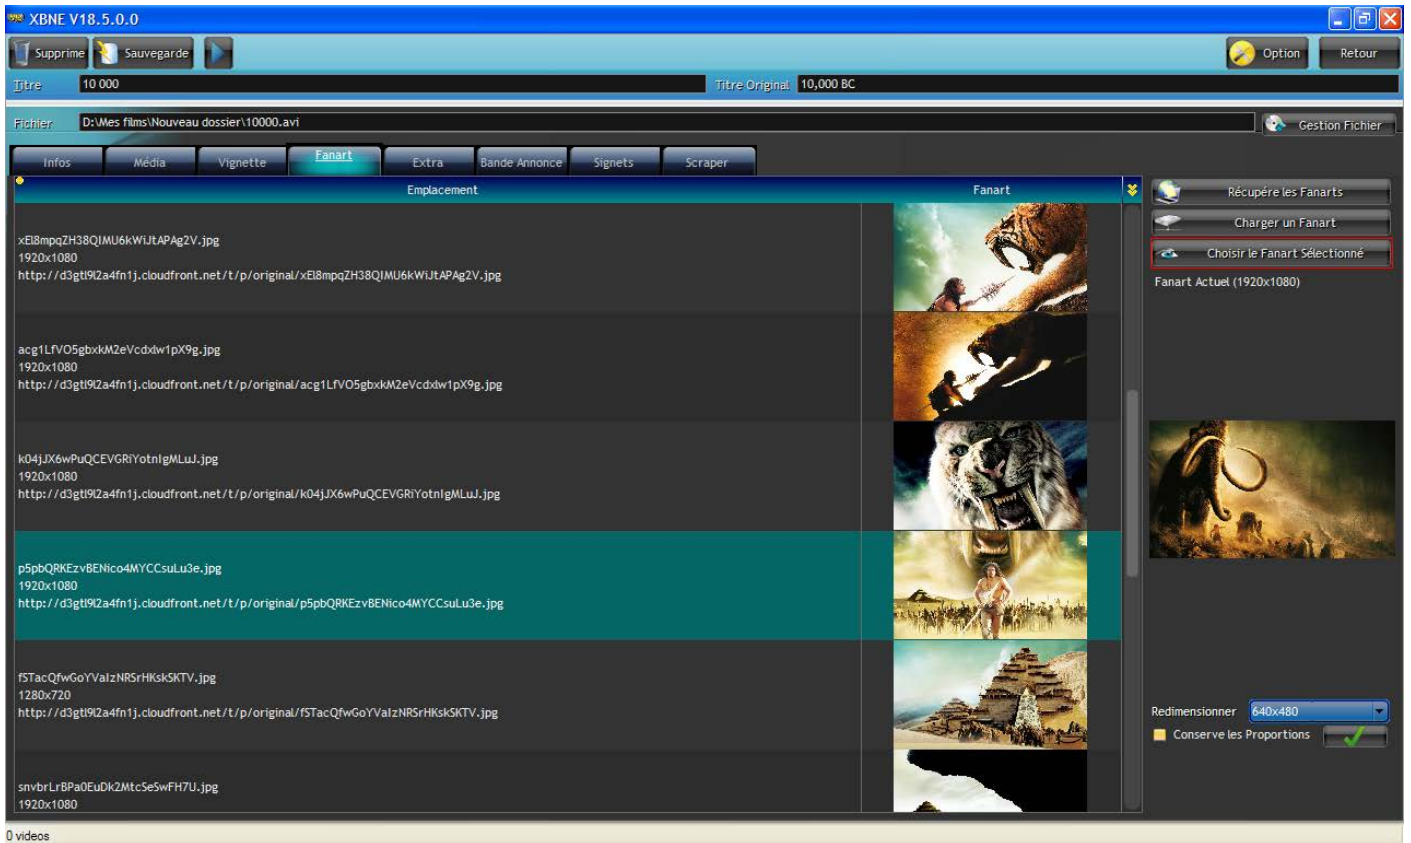 XBNE V18.5.0.0
Supprime Sauvegarde Option Retour
Titre 10 000 Titre Original 10,000 BC
Fichier D:\Mes films\Nouveau dossier\10000.avi Gestion Fichier
Infos Média Vignette Fanart Extra Bande Annonce Signets Scraper
Emplacement Fanart
Récupére les Fanarts
Charger un Fanart
Choisir le Fanart Sélectionné
Fanart Actuel (1920x1080)
xEl8mpqZH38QIMU6kWiJtAPAg2V.jpg
1920x1080
http://d3gtl9l2a4fn1j.cloudfront.net/t/p/original/xEl8mpqZH38QIMU6kWiJtAPAg2V.jpg
acg1LfVO5gbxkM2eVcdxlw1pX9g.jpg
1920x1080
http://d3gtl9l2a4fn1j.cloudfront.net/t/p/original/acg1LfVO5gbxkM2eVcdxlw1pX9g.jpg
k04jJX6wPuQCEVGRiYotnIgMLuJ.jpg
1920x1080
http://d3gtl9l2a4fn1j.cloudfront.net/t/p/original/k04jJX6wPuQCEVGRiYotnIgMLuJ.jpg
p5pbQRKEzvBENico4MYCCsuLu3e.jpg
1920x1080
http://d3gtl9l2a4fn1j.cloudfront.net/t/p/original/p5pbQRKEzvBENico4MYCCsuLu3e.jpg
fSTacQfwGoYVaIzNRSrHKskSKTV.jpg
1280x720
http://d3gtl9l2a4fn1j.cloudfront.net/t/p/original/fSTacQfwGoYVaIzNRSrHKskSKTV.jpg
snvbrLrBPa0EuDk2MtcSeSwFH7U.jpg
1920x1080
Redimensionner 640x480
Conserve les Proportions
0 videos